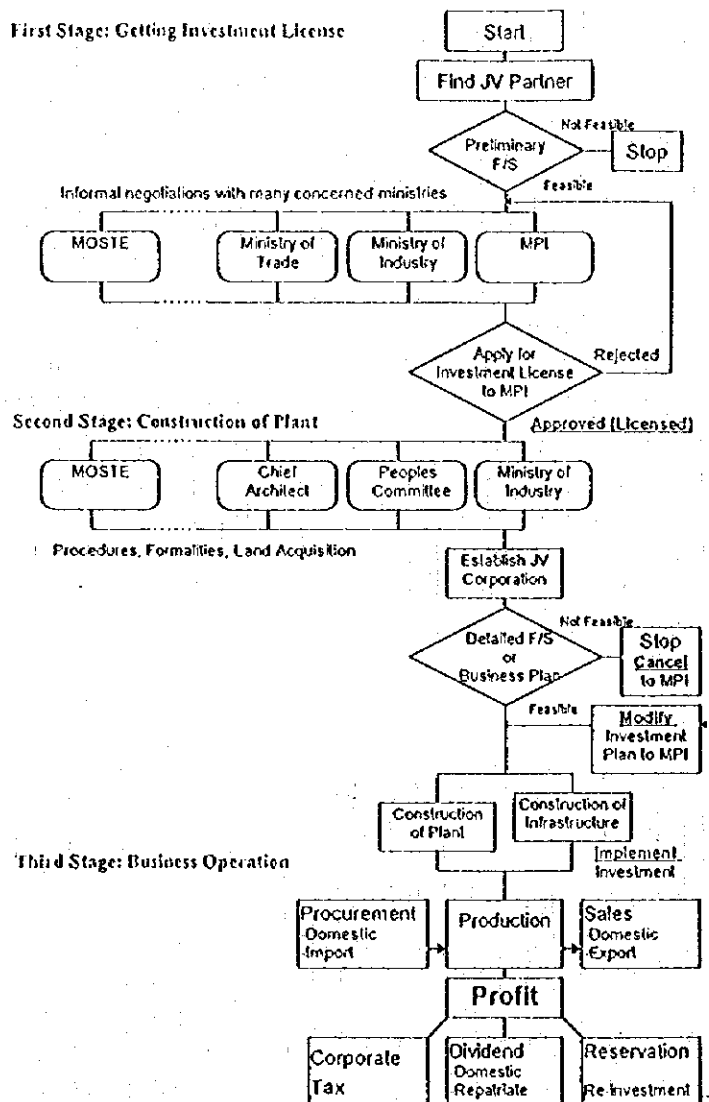 First Stage: Getting Investment License
Start
Find JV Partner
Preliminary
F/S
Not Feasible
Stop
Feasible
Informal negotiations with many concerned ministries
MOSTE
Ministry of
Trade
Ministry of
Industry
MPI
Apply for
Investment License
to MPI
Rejected
Second Stage: Construction of Plant
Approved (Licensed)
MOSTE
Chief
Architect
Peoples
Committee
Ministry of
Industry
Procedures, Formalities, Land Acquisition
Establish JV
Corporation
Detailed F/S
or
Business Plan
Not Feasible
Stop
Cancel
to MPI
Feasible
Modify
Investment
Plan to MPI
Construction
of Plant
Construction of
Infrastructure
Third Stage: Business Operation
Implement
Investment
Procurement
-Domestic
-Import
Production
Sales
-Domestic
-Export
Profit
Corporate
Tax
Dividend
-Domestic
-Repatriate
Reservation
Re-Investment